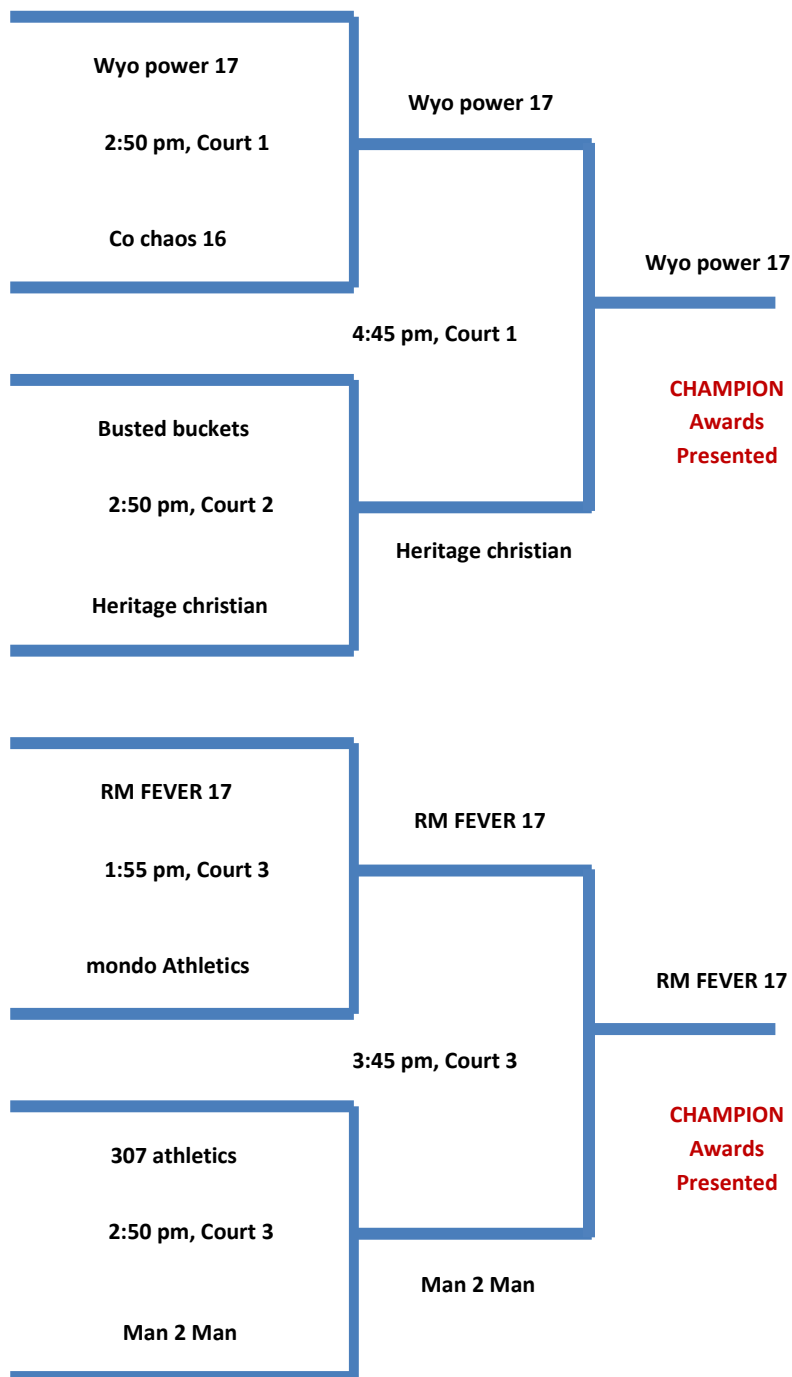 Wyo power 17
Wyo power 17
2:50 pm, Court 1
Co chaos 16
Wyo power 17
4:45 pm, Court 1
CHAMPION
Awards
Presented
Busted buckets
2:50 pm, Court 2
Heritage christian
Heritage christian
RM FEVER 17
RM FEVER 17
1:55 pm, Court 3
mondo Athletics
RM FEVER 17
3:45 pm, Court 3
CHAMPION
Awards
Presented
307 athletics
2:50 pm, Court 3
Man 2 Man
Man 2 Man